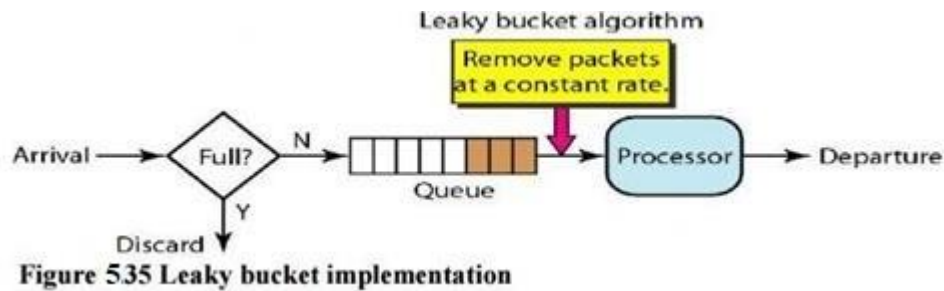 Leaky bucket algorithm
Remove packets
at a constant rate.
Arrival
Full?
N
Queue
Processor
Departure
Y
Discard
Figure 535 Leaky bucket implementation